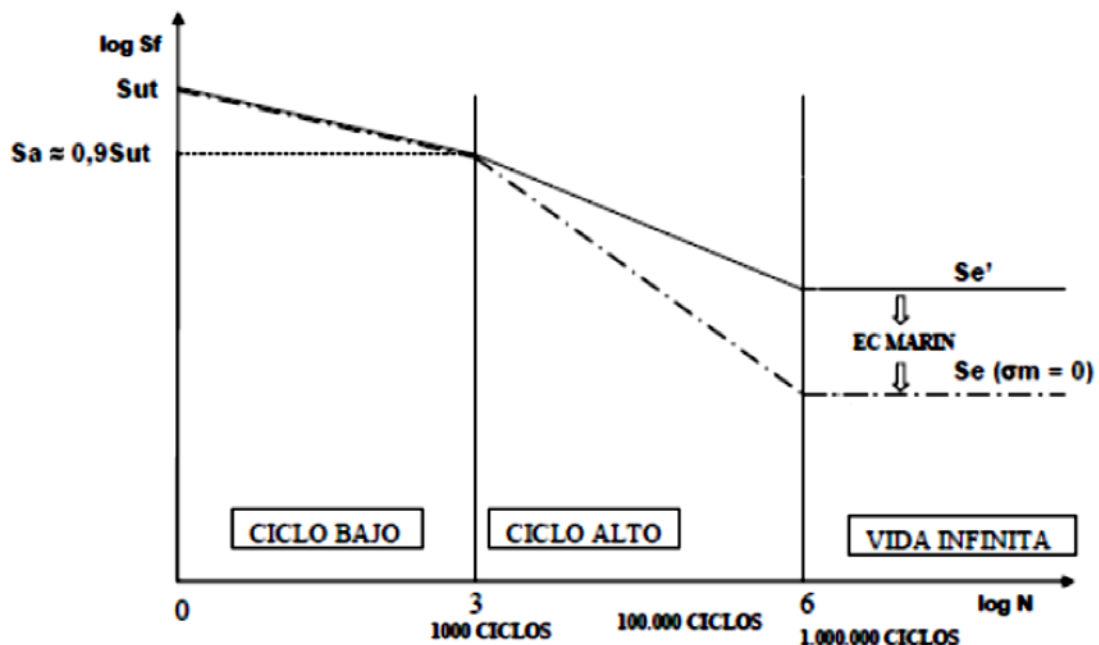 log Sf
Sut
Sa ≈ 0,9Sut
Se'
EC MARIN
Se (σm = 0)
CICLO BAJO
CICLO ALTO
VIDA INFINITA
0
3
6
log N
1000 CICLOS
100.000 CICLOS
1.000.000 CICLOS